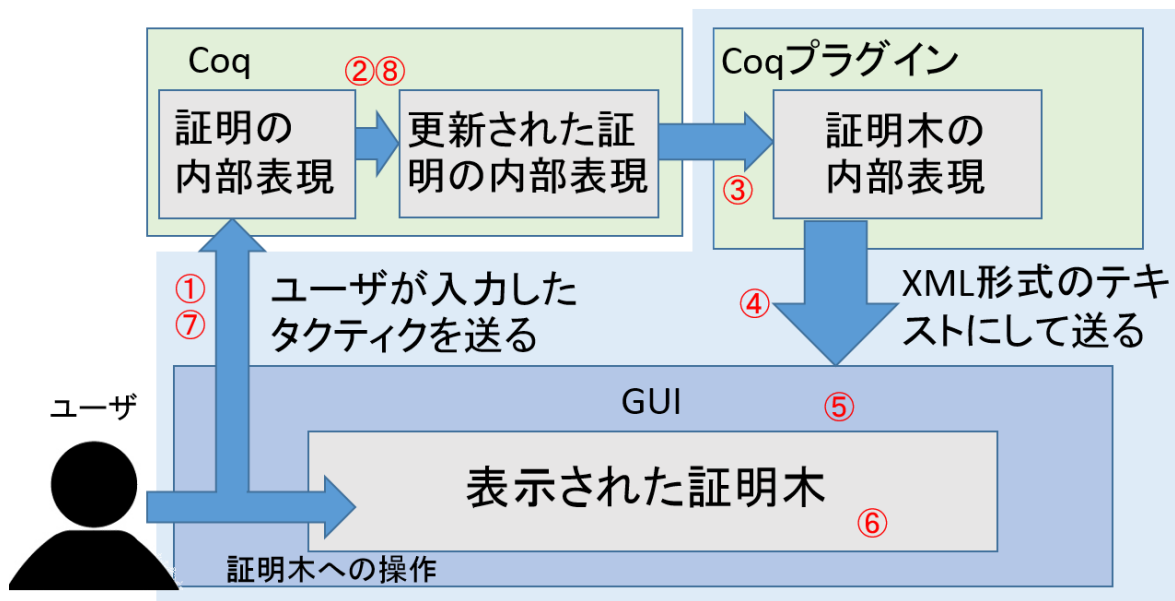 Coq
②⑧
証明の
内部表現
更新された証
明の内部表現
Coqプラグイン
証明木の
内部表現
③
①
⑦
ユーザが入力した
タクティクを送る
④
XML形式のテキ
ストにして送る
ユーザ
GUI
⑤
表示された証明木
⑥
証明木への操作